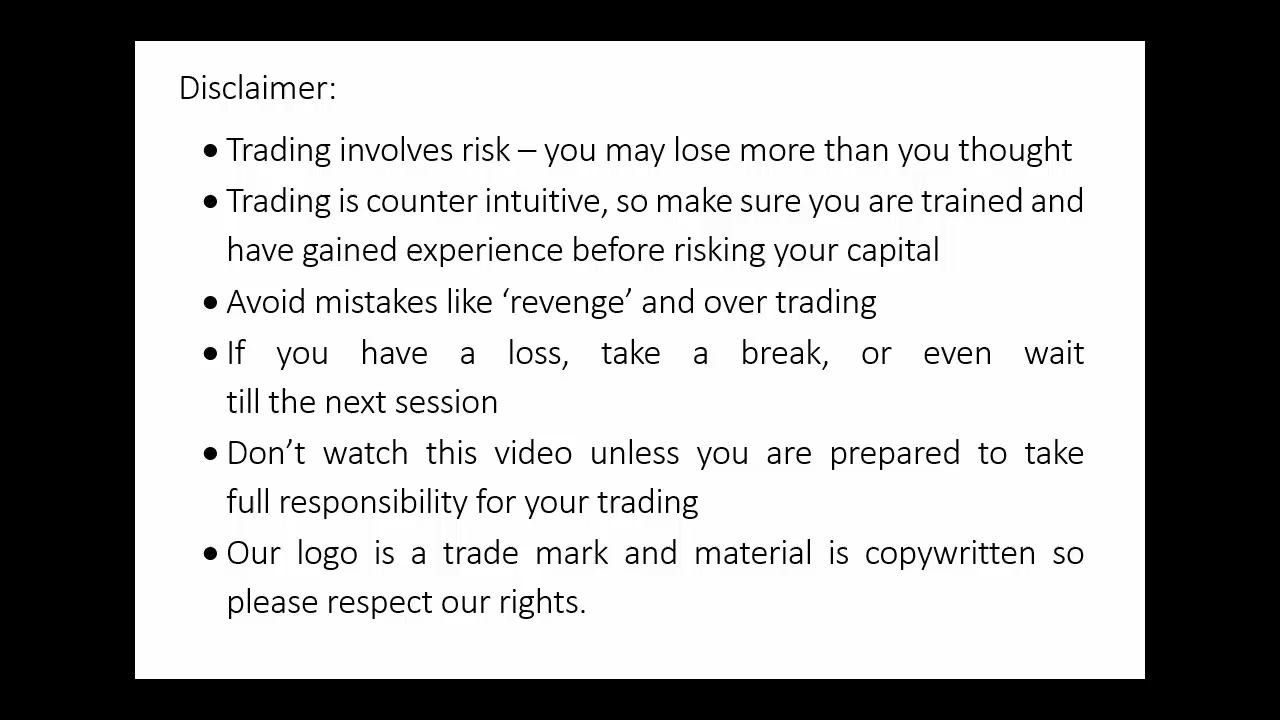 Disclaimer:
• Trading involves risk – you may lose more than you thought
• Trading is counter intuitive, so make sure you are trained and
have gained experience before risking your capital
• Avoid mistakes like ‘revenge’ and over trading
• If you have a loss, take a break, or even wait
till the next session
• Don’t watch this video unless you are prepared to take
full responsibility for your trading
• Our logo is a trade mark and material is copywritten so
please respect our rights.